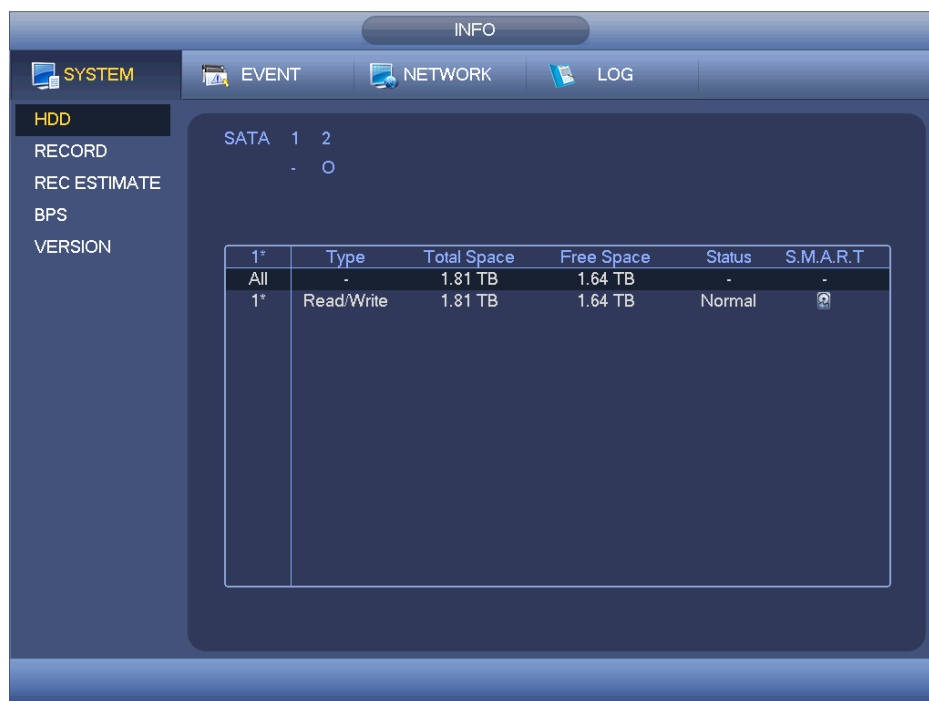 INFO
SYSTEM EVENT NETWORK LOG
HDD
RECORD
REC ESTIMATE
BPS
VERSION
SATA 1 2
- O
1* Type Total Space Free Space Status S.M.A.R.T
All - 1.81 TB 1.64 TB - -
1* Read/Write 1.81 TB 1.64 TB Normal